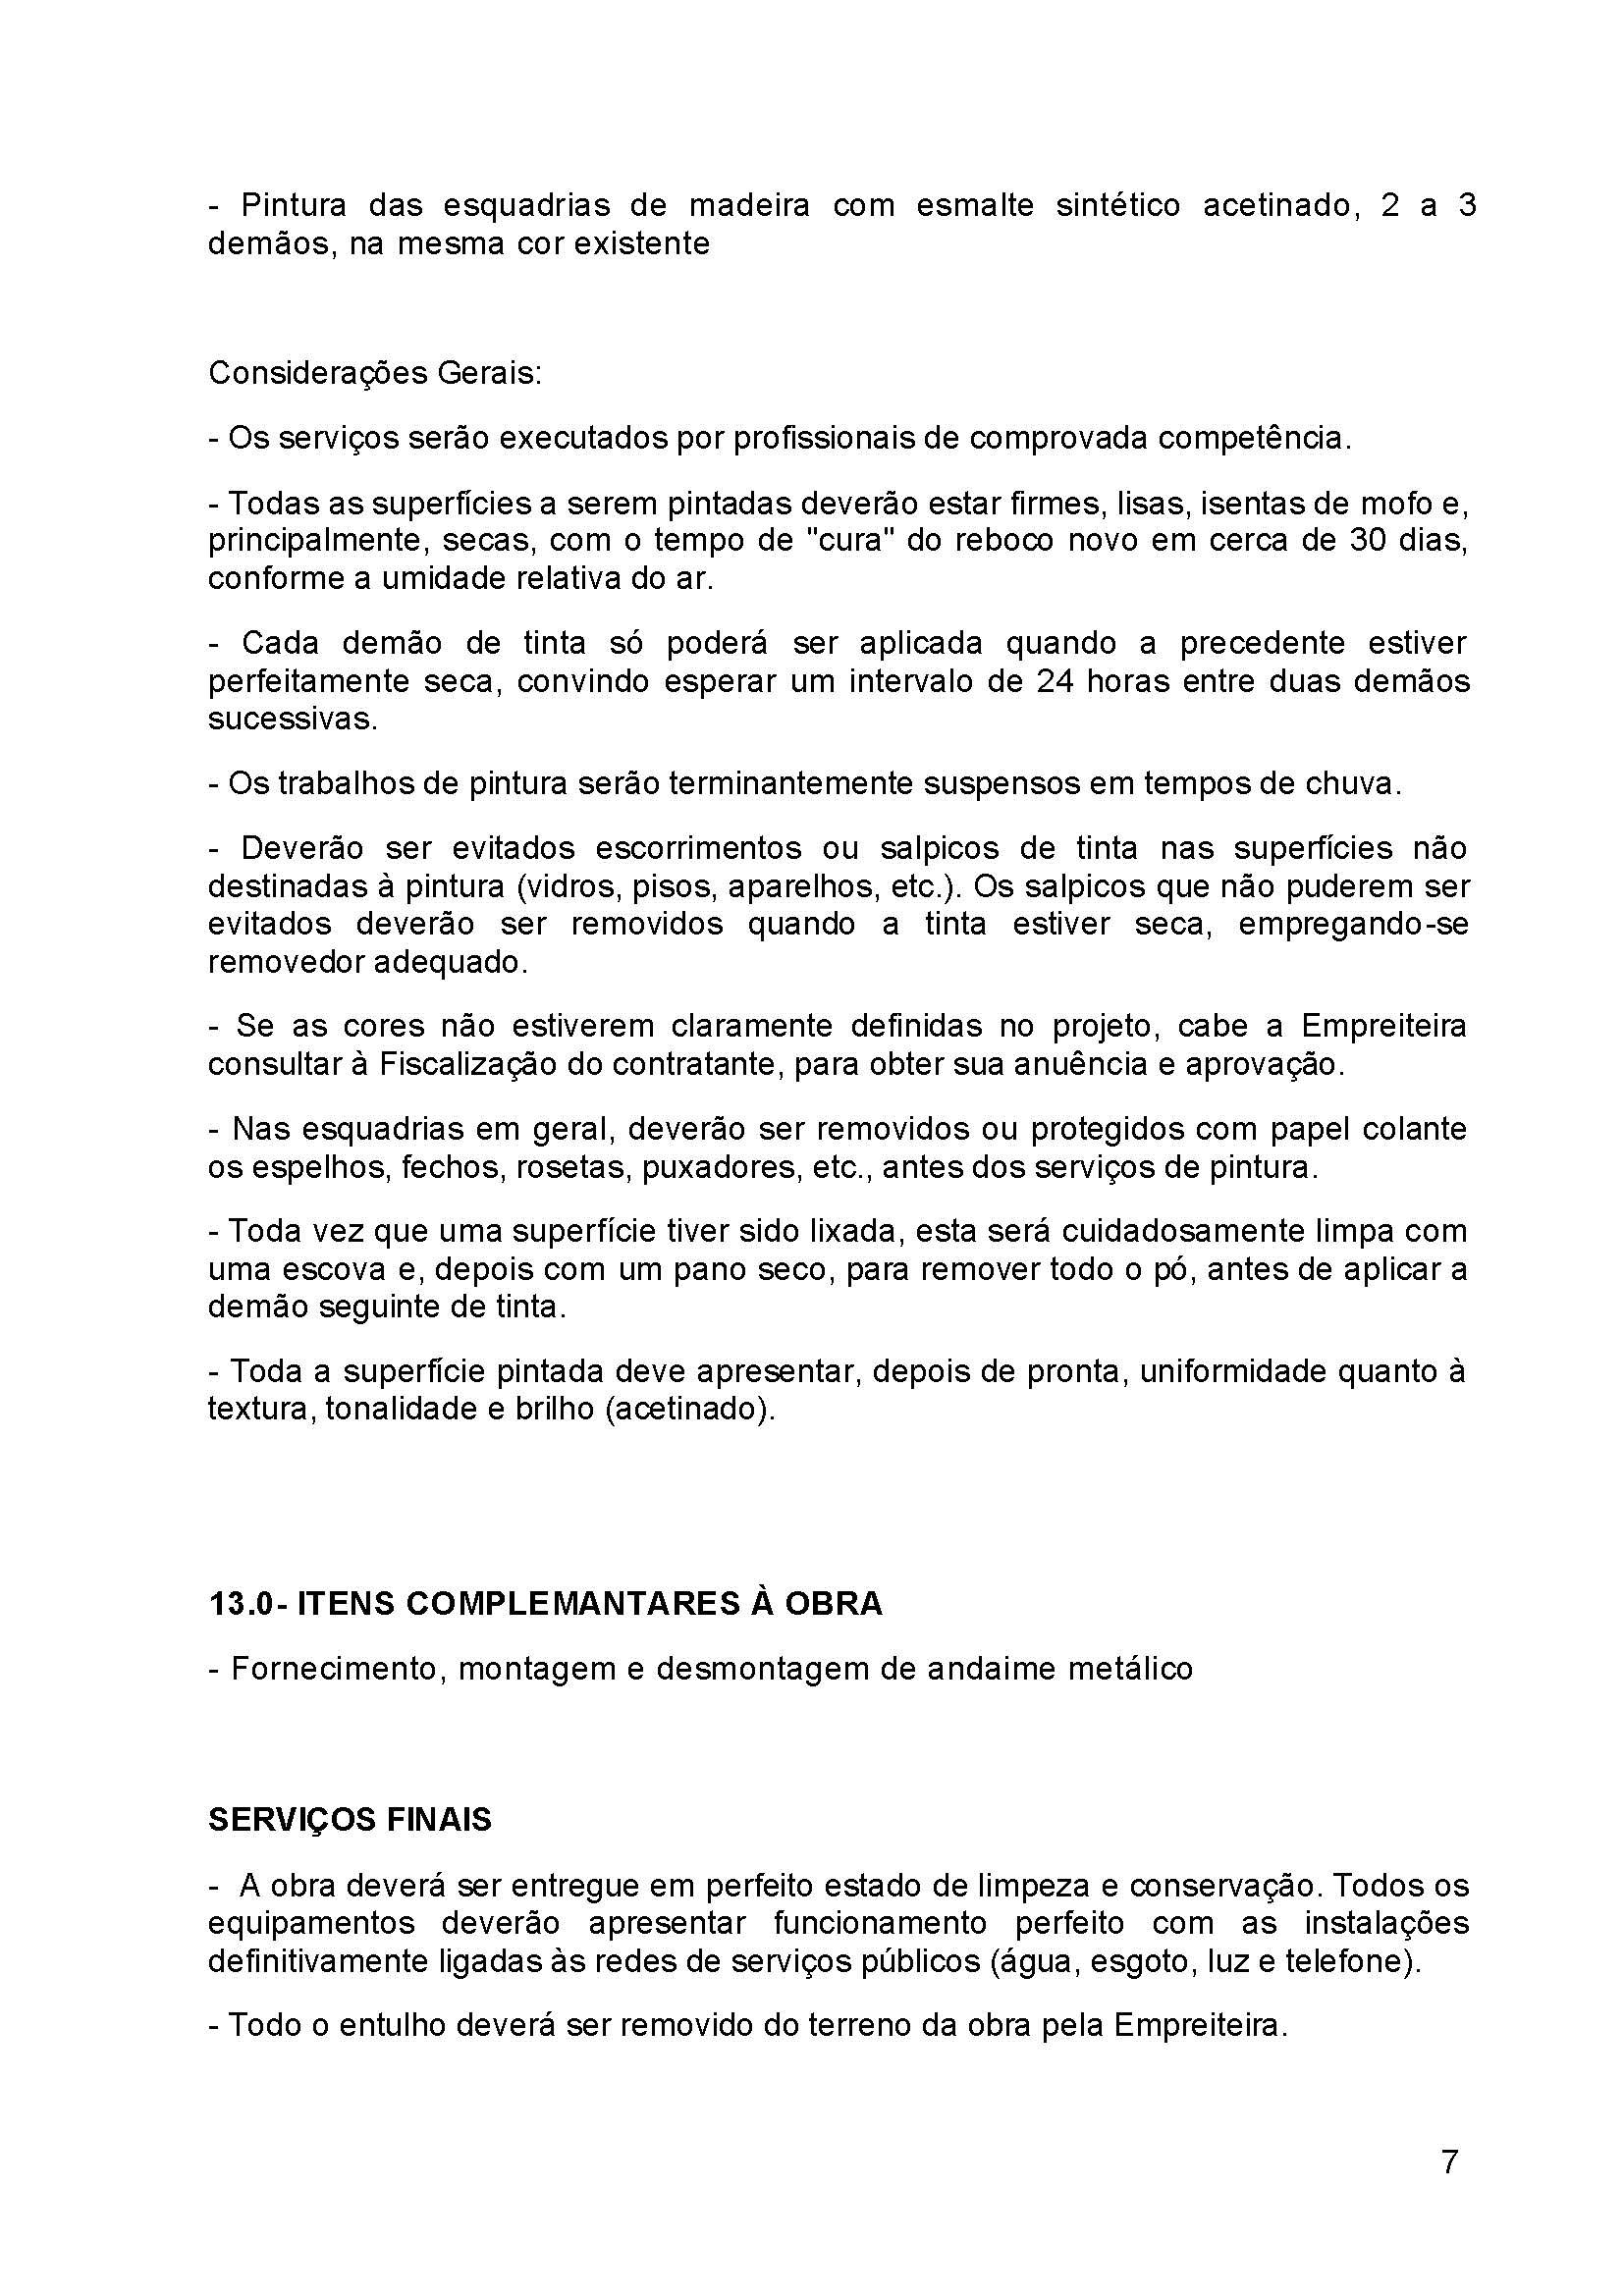 - Pintura das esquadrias de madeira com esmalte sintético acetinado, 2 a 3
demãos, na mesma cor existente
Considerações Gerais:
- Os serviços serão executados por profissionais de comprovada competência.
- Todas as superfícies a serem pintadas deverão estar firmes, lisas, isentas de mofo e,
principalmente, secas, com o tempo de "cura" do reboco novo em cerca de 30 dias,
conforme a umidade relativa do ar.
- Cada demão de tinta só poderá ser aplicada quando a precedente estiver
perfeitamente seca, convindo esperar um intervalo de 24 horas entre duas demãos
sucessivas.
- Os trabalhos de pintura serão terminantemente suspensos em tempos de chuva.
- Deverão ser evitados escorrimentos ou salpicos de tinta nas superfícies não
destinadas à pintura (vidros, pisos, aparelhos, etc.). Os salpicos que não puderem ser
evitados deverão ser removidos quando a tinta estiver seca, empregando-se
removedor adequado.
- Se as cores não estiverem claramente definidas no projeto, cabe a Empreiteira
consultar à Fiscalização do contratante, para obter sua anuência e aprovação.
- Nas esquadrias em geral, deverão ser removidos ou protegidos com papel colante
os espelhos, fechos, rosetas, puxadores, etc., antes dos serviços de pintura.
- Toda vez que uma superfície tiver sido lixada, esta será cuidadosamente limpa com
uma escova e, depois com um pano seco, para remover todo o pó, antes de aplicar a
demão seguinte de tinta.
- Toda a superfície pintada deve apresentar, depois de pronta, uniformidade quanto à
textura, tonalidade e brilho (acetinado).
13.0- ITENS COMPLEMANTARES À OBRA
- Fornecimento, montagem e desmontagem de andaime metálico
SERVIÇOS FINAIS
- A obra deverá ser entregue em perfeito estado de limpeza e conservação. Todos os
equipamentos deverão apresentar funcionamento perfeito com as instalações
definitivamente ligadas às redes de serviços públicos (água, esgoto, luz e telefone).
- Todo o entulho deverá ser removido do terreno da obra pela Empreiteira.
7